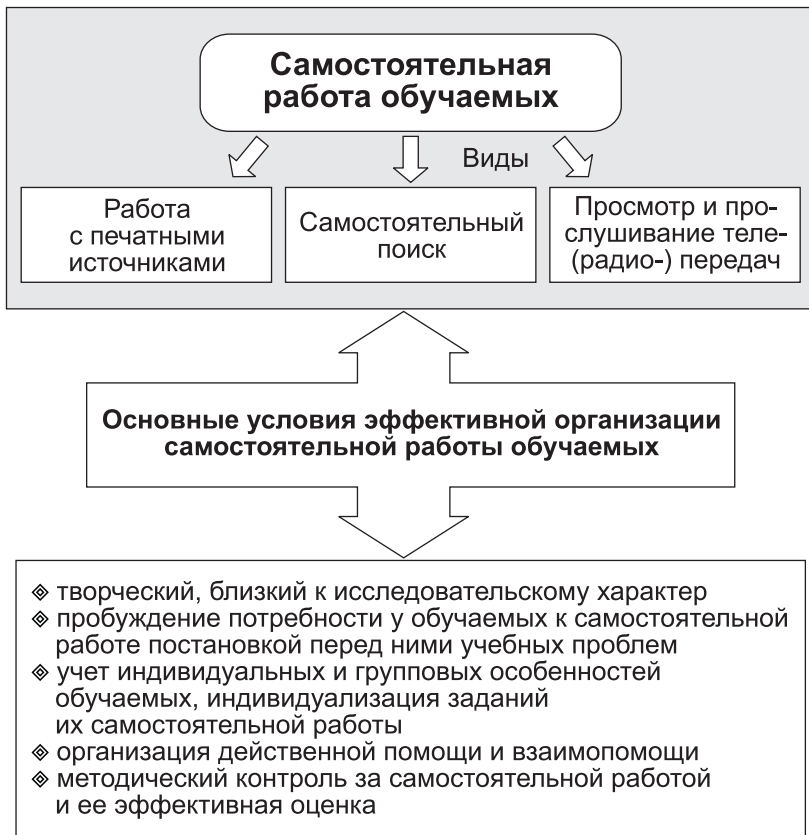 Самостоятельная
работа обучаемых
Виды
Работа
с печатными
источниками
Самостоятельный
поиск
Просмотр и про-
слушивание теле-
(радио-) передач
Основные условия эффективной организации
самостоятельной работы обучаемых
творческий, близкий к исследовательскому характер
пробуждение потребности у обучаемых к самостоятельной
работе постановкой перед ними учебных проблем
учет индивидуальных и групповых особенностей
обучаемых, индивидуализация заданий
их самостоятельной работы
организация действенной помощи и взаимопомощи
методический контроль за самостоятельной работой
и ее эффективная оценка